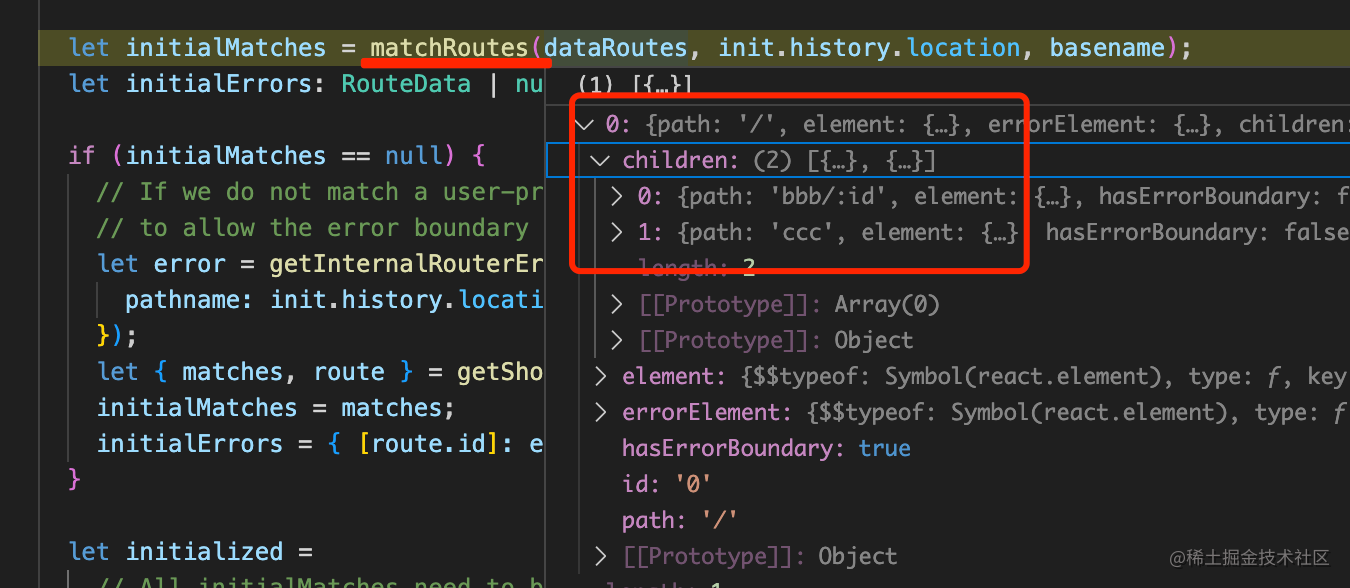 let initialMatches = matchRoutes(dataRoutes, init.history.location, basename);
let initialErrors: RouteData | nu
(1) [{…}]
0: {path: '/', element: {…}, errorElement: {…}, children:
if (initialMatches == null) {
children: (2) [{…}, {…}]
// If we do not match a user-pr
0: {path: 'bbb/:id', element: {…}, hasErrorBoundary: f
// to allow the error boundary
1: {path: 'ccc', element: {…} hasErrorBoundary: false
let error = getInternalRouterEr
length: 2
pathname: init.history.locati
[[Prototype]]: Array(0)
});
[[Prototype]]: Object
let { matches, route } = getSho
element: {$$typeof: Symbol(react.element), type: ƒ, key
initialMatches = matches;
errorElement: {$$typeof: Symbol(react.element), type: ƒ
initialErrors = { [route.id]: e
hasErrorBoundary: true
}
id: '0'
path: '/'
let initialized =
[[Prototype]]: Object
// All initialMatches need to b
length: 1
@稀土掘金技术社区